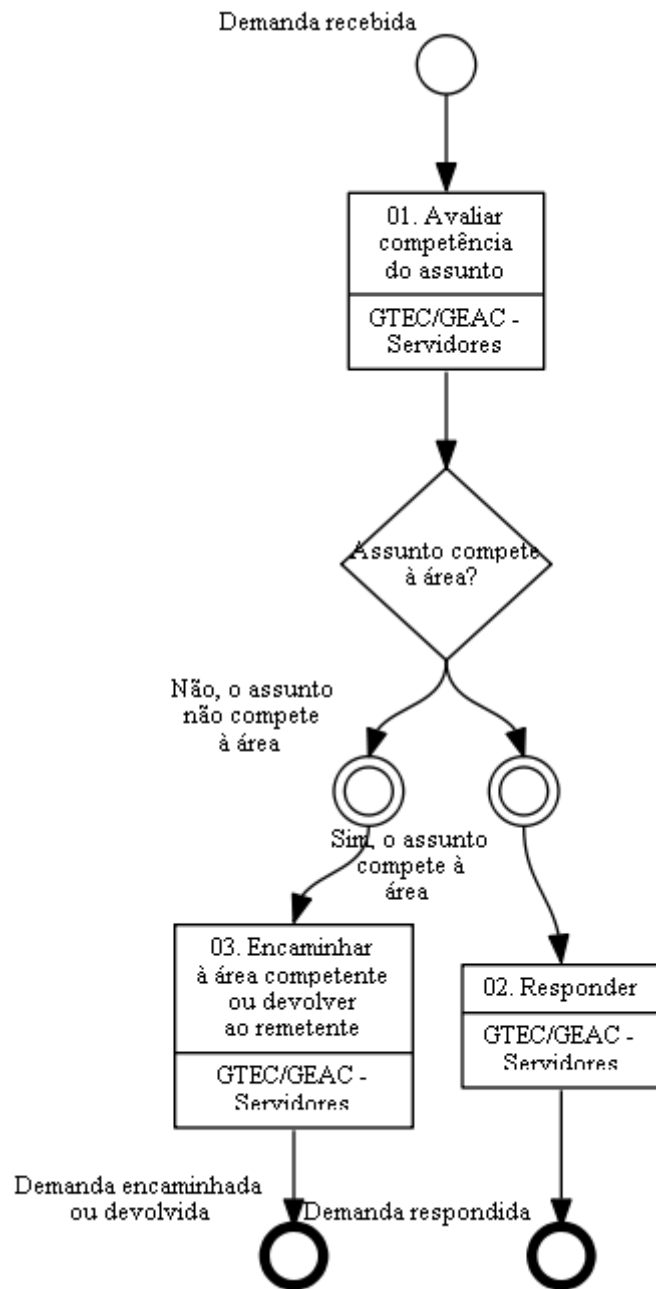 Demanda recebida
01. Avaliar
competência
do assunto
GTEC/GEAC -
Servidores
Assunto compete
à área?
Não, o assunto
não compete
à área
Sim, o assunto
compete à
área
03. Encaminhar
à área competente
ou devolver
ao remetente
GTEC/GEAC -
Servidores
02. Responder
GTEC/GEAC -
Servidores
Demanda encaminhada
ou devolvida
Demanda respondida